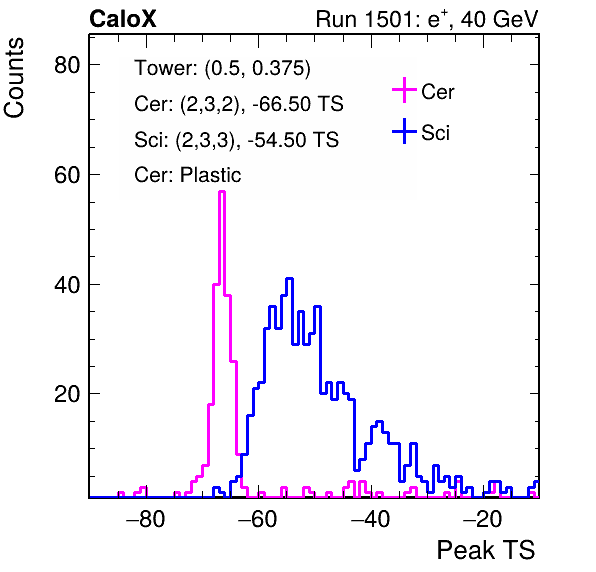 CaloX Run 1501: e⁺, 40 GeV
Counts
80
60
40
20
Tower: (0.5, 0.375)
Cer: (2,3,2), -66.50 TS
Sci: (2,3,3), -54.50 TS
Cer: Plastic
Cer
Sci
−80 −60 −40 −20
Peak TS